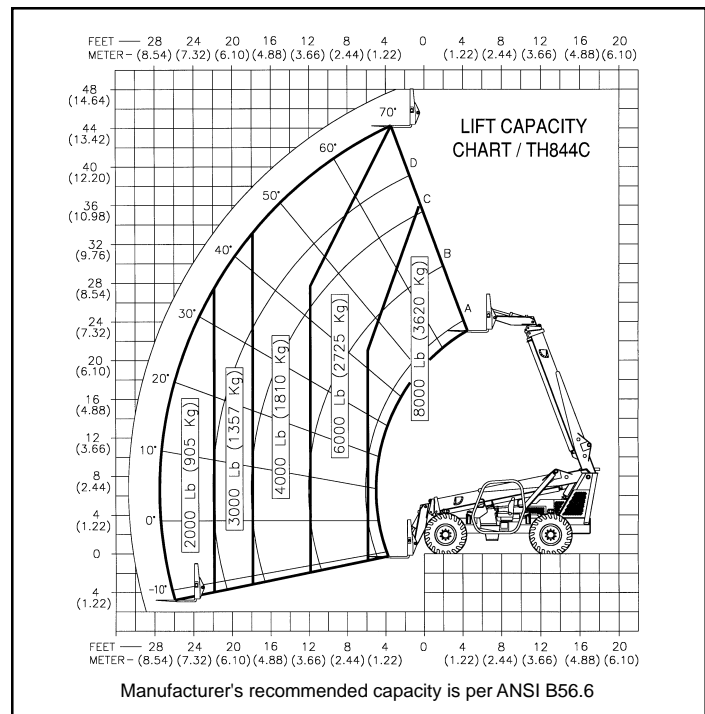 FEET — 28 24 20 16 12 8 4 0 4 8 12 16 20
METER – (8.54) (7.32) (6.10) (4.88) (3.66) (2.44) (1.22) (1.22) (2.44) (3.66) (4.88) (6.10)
LIFT CAPACITY
CHART / TH844C
48
(14.64)
44
(13.42)
40
(12.20)
36
(10.98)
32
(9.76)
28
(8.54)
24
(7.32)
20
(6.10)
16
(4.88)
12
(3.66)
8
(2.44)
4
(1.22)
0
4
(1.22)
70°
60°
50°
40°
30°
20°
10°
0°
-10°
D
C
B
A
2000 Lb (905 Kg)
3000 Lb (1357 Kg)
4000 Lb (1810 Kg)
6000 Lb (2725 Kg)
8000 Lb (3620 Kg)
FEET — 28 24 20 16 12 8 4 0 4 8 12 16 20
METER – (8.54) (7.32) (6.10) (4.88) (3.66) (2.44) (1.22) (1.22) (2.44) (3.66) (4.88) (6.10)
Manufacturer's recommended capacity is per ANSI B56.6